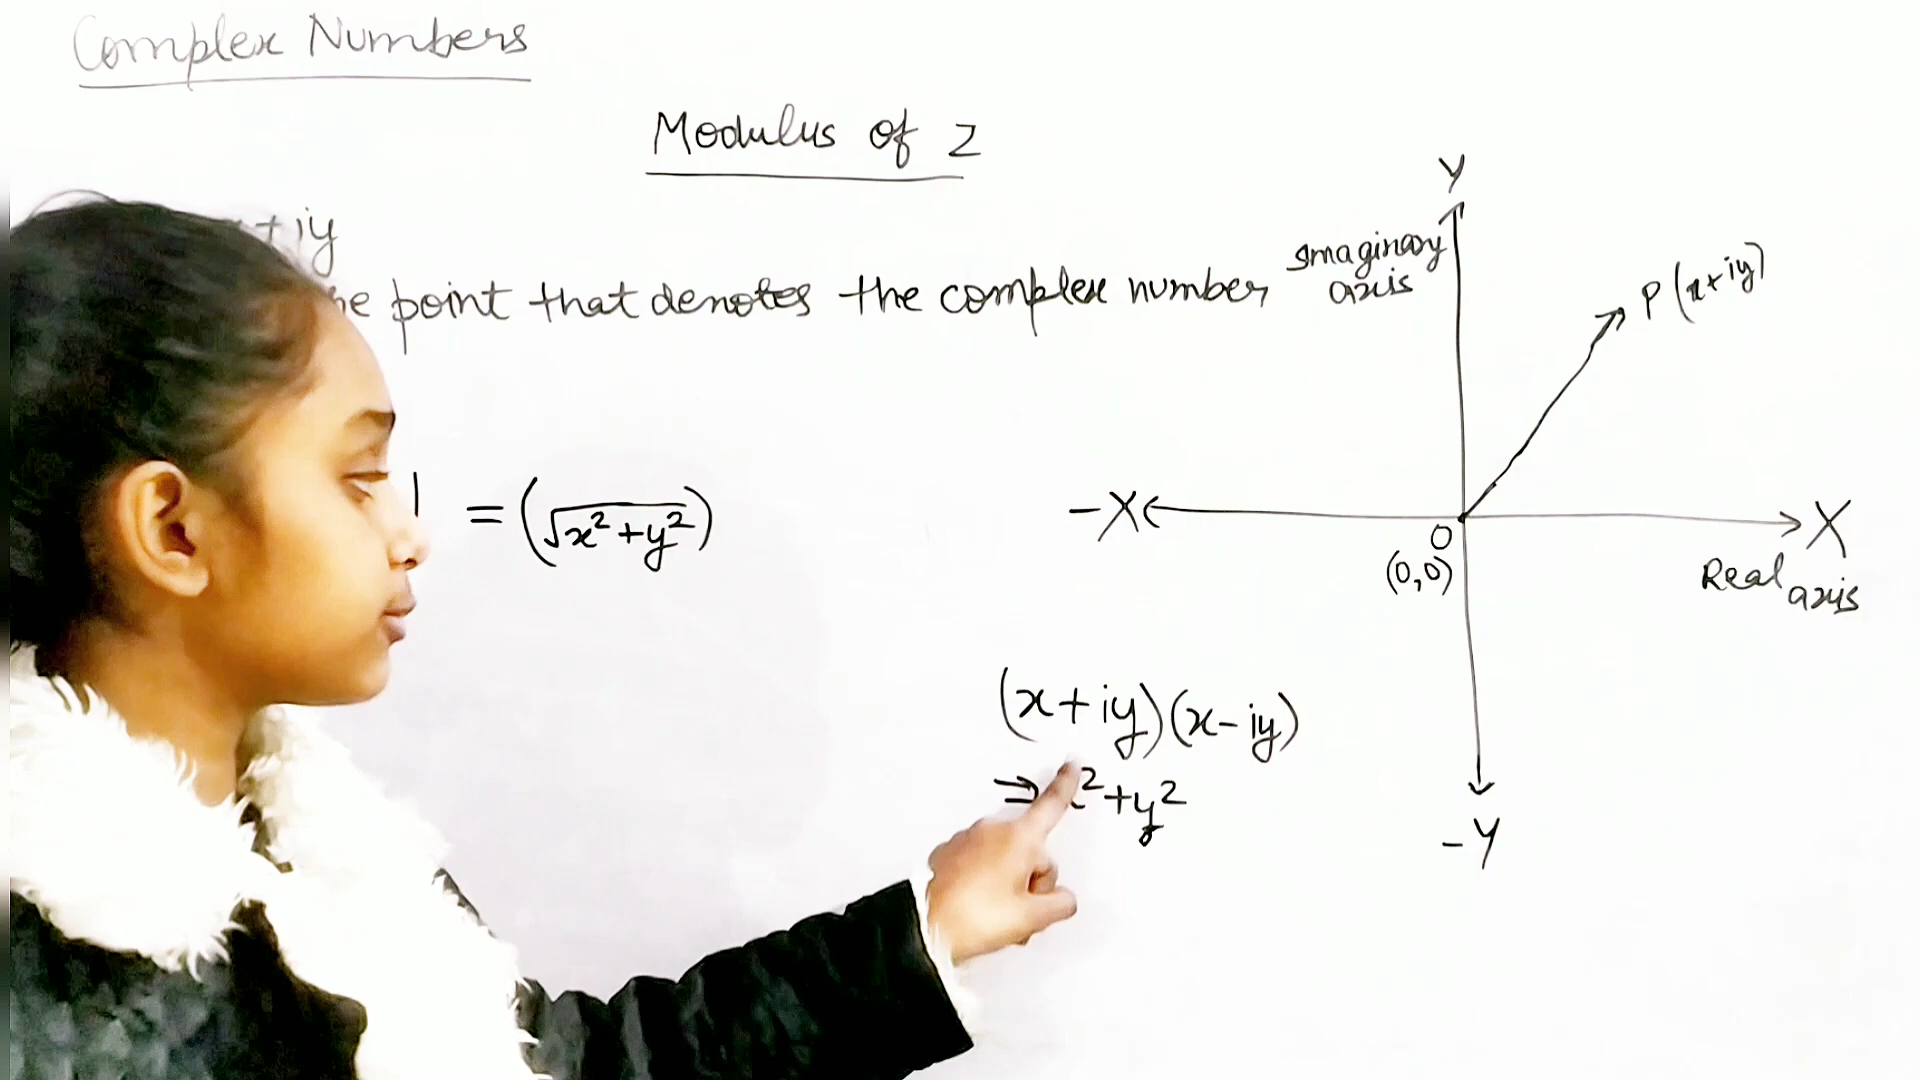 Complex Numbers
Modulus of z
+ iy
point that denotes the complex number
| = (√x²+y²)
Y
Imaginary
axis
P(x+iy)
-X
X
O
(0,0)
Real axis
-Y
(x+iy)(x-iy)
⇒ ²+y²